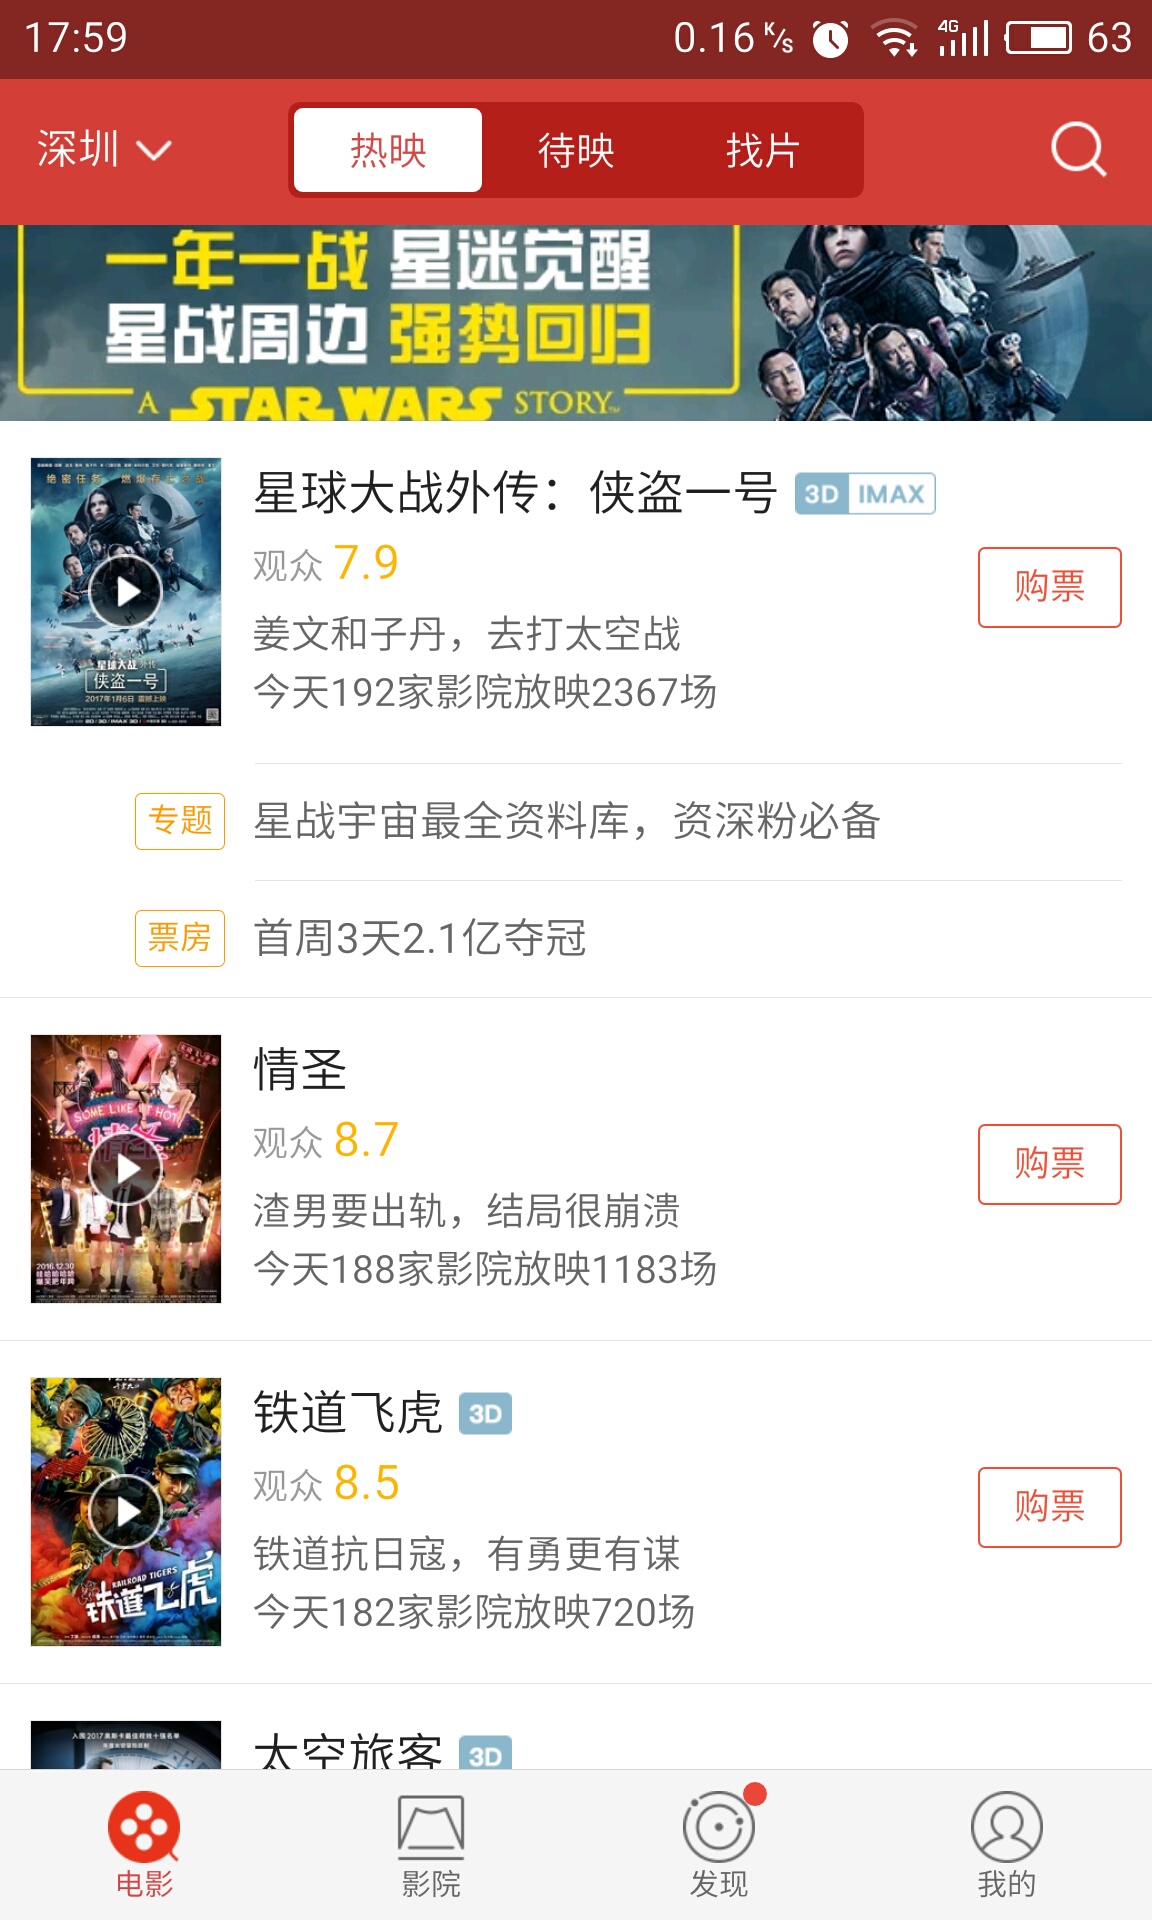 17:59
0.16 K/s
4G
63
深圳
热映
待映
找片
一年一战 星迷觉醒
星战周边 强势回归
A STAR WARS STORY
星球大战外传：侠盗一号 3D IMAX
观众 7.9
购票
姜文和子丹，去打太空战
今天192家影院放映2367场
星球大战外传
侠盗一号
2017年1月6日 震撼上映
专题 星战宇宙最全资料库，资深粉必备
票房 首周3天2.1亿夺冠
情圣
观众 8.7
购票
渣男要出轨，结局很崩溃
今天188家影院放映1183场
SOME LIKE IT HOT
情圣
2016.12.30
铁道飞虎 3D
观众 8.5
购票
铁道抗日寇，有勇更有谋
今天182家影院放映720场
RAILROAD TIGERS
铁道飞虎
太空旅客 3D
电影
影院
发现
我的